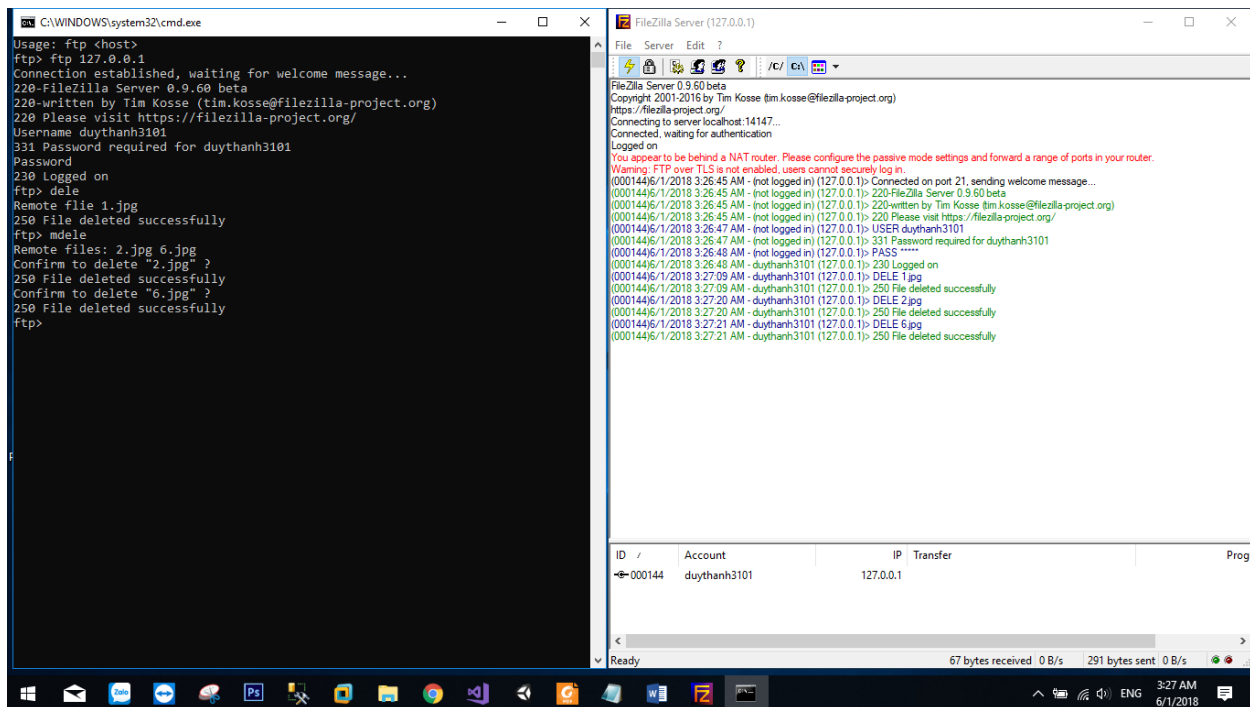 C:\WINDOWS\system32\cmd.exe
Usage: ftp <host>
ftp> ftp 127.0.0.1
Connection established, waiting for welcome message...
220-FileZilla Server 0.9.60 beta
220-written by Tim Kosse (tim.kosse@filezilla-project.org)
220 Please visit https://filezilla-project.org/
Username duythanh3101
331 Password required for duythanh3101
Password
230 Logged on
ftp> dele
Remote flie 1.jpg
250 File deleted successfully
ftp> mdele
Remote files: 2.jpg 6.jpg
Confirm to delete "2.jpg" ?
250 File deleted successfully
Confirm to delete "6.jpg" ?
250 File deleted successfully
ftp>
FileZilla Server (127.0.0.1)
File Server Edit ?
/C/ C:\
FileZilla Server 0.9.60 beta
Copyright 2001-2016 by Tim Kosse (tim.kosse@filezilla-project.org)
https://filezilla-project.org/
Connecting to server localhost:14147...
Connected, waiting for authentication
Logged on
You appear to be behind a NAT router. Please configure the passive mode settings and forward a range of ports in your router.
Warning: FTP over TLS is not enabled, users cannot securely log in.
(000144)6/1/2018 3:26:45 AM - (not logged in) (127.0.0.1)> Connected on port 21, sending welcome message...
(000144)6/1/2018 3:26:45 AM - (not logged in) (127.0.0.1)> 220-FileZilla Server 0.9.60 beta
(000144)6/1/2018 3:26:45 AM - (not logged in) (127.0.0.1)> 220-written by Tim Kosse (tim.kosse@filezilla-project.org)
(000144)6/1/2018 3:26:45 AM - (not logged in) (127.0.0.1)> 220 Please visit https://filezilla-project.org/
(000144)6/1/2018 3:26:47 AM - (not logged in) (127.0.0.1)> USER duythanh3101
(000144)6/1/2018 3:26:47 AM - (not logged in) (127.0.0.1)> 331 Password required for duythanh3101
(000144)6/1/2018 3:26:48 AM - (not logged in) (127.0.0.1)> PASS *****
(000144)6/1/2018 3:26:48 AM - duythanh3101 (127.0.0.1)> 230 Logged on
(000144)6/1/2018 3:27:09 AM - duythanh3101 (127.0.0.1)> DELE 1.jpg
(000144)6/1/2018 3:27:09 AM - duythanh3101 (127.0.0.1)> 250 File deleted successfully
(000144)6/1/2018 3:27:20 AM - duythanh3101 (127.0.0.1)> DELE 2.jpg
(000144)6/1/2018 3:27:20 AM - duythanh3101 (127.0.0.1)> 250 File deleted successfully
(000144)6/1/2018 3:27:21 AM - duythanh3101 (127.0.0.1)> DELE 6.jpg
(000144)6/1/2018 3:27:21 AM - duythanh3101 (127.0.0.1)> 250 File deleted successfully
ID / Account IP Transfer Prog
000144 duythanh3101 127.0.0.1
Ready 67 bytes received 0 B/s 291 bytes sent 0 B/s
Zalo Ps ENG 3:27 AM
6/1/2018